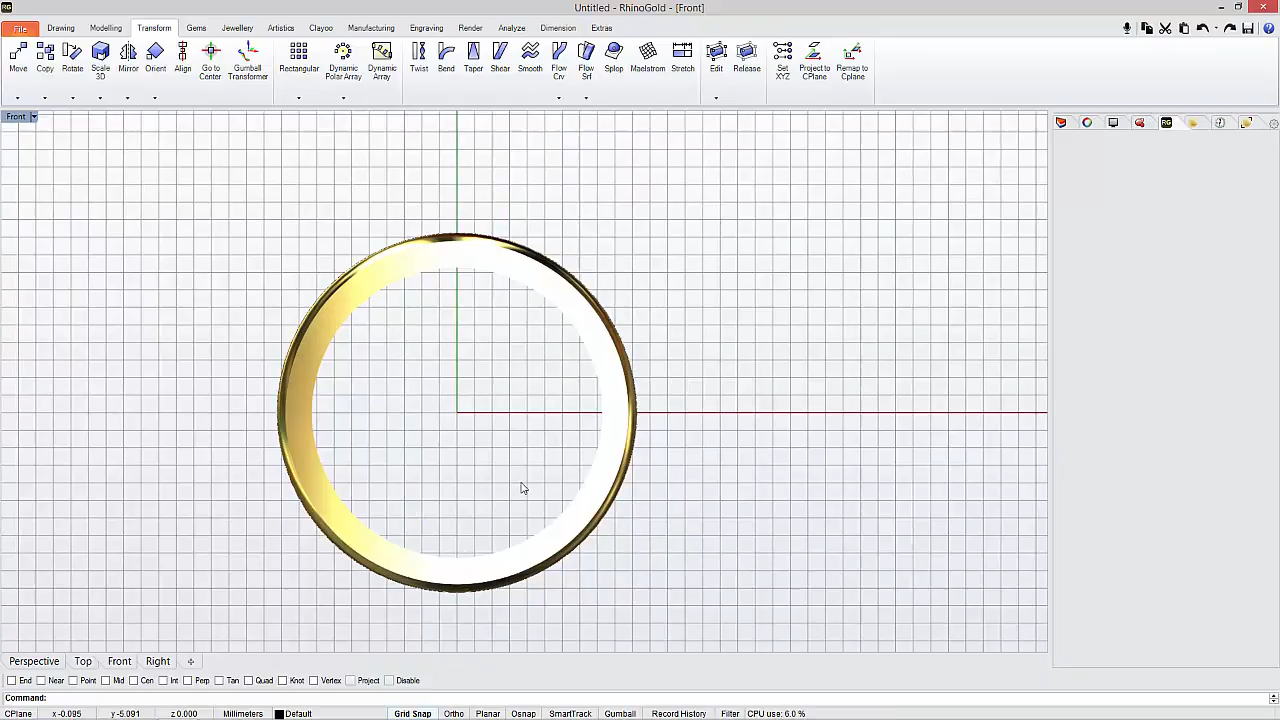 Untitled - RhinoGold - [Front]
File Drawing Modelling Transform Gems Jewellery Artistics Clayoo Manufacturing Engraving Render Analyze Dimension Extras
Move Copy Rotate Scale 3D Mirror Orient Align Go to Center Gumball Transformer Rectangular Dynamic Polar Array Dynamic Array Twist Bend Taper Shear Smooth Flow Crv Flow Srf Splop Maelstrom Stretch Edit Release Set XYZ Project to CPlane Remap to Cplane
Front
Perspective Top Front Right
End Near Point Mid Cen Int Perp Tan Quad Knot Vertex Project Disable
Command:
CPlane x -0.095 y -5.091 z 0.000 Millimeters Default Grid Snap Ortho Planar Osnap SmartTrack Gumball Record History Filter CPU use: 6.0 %